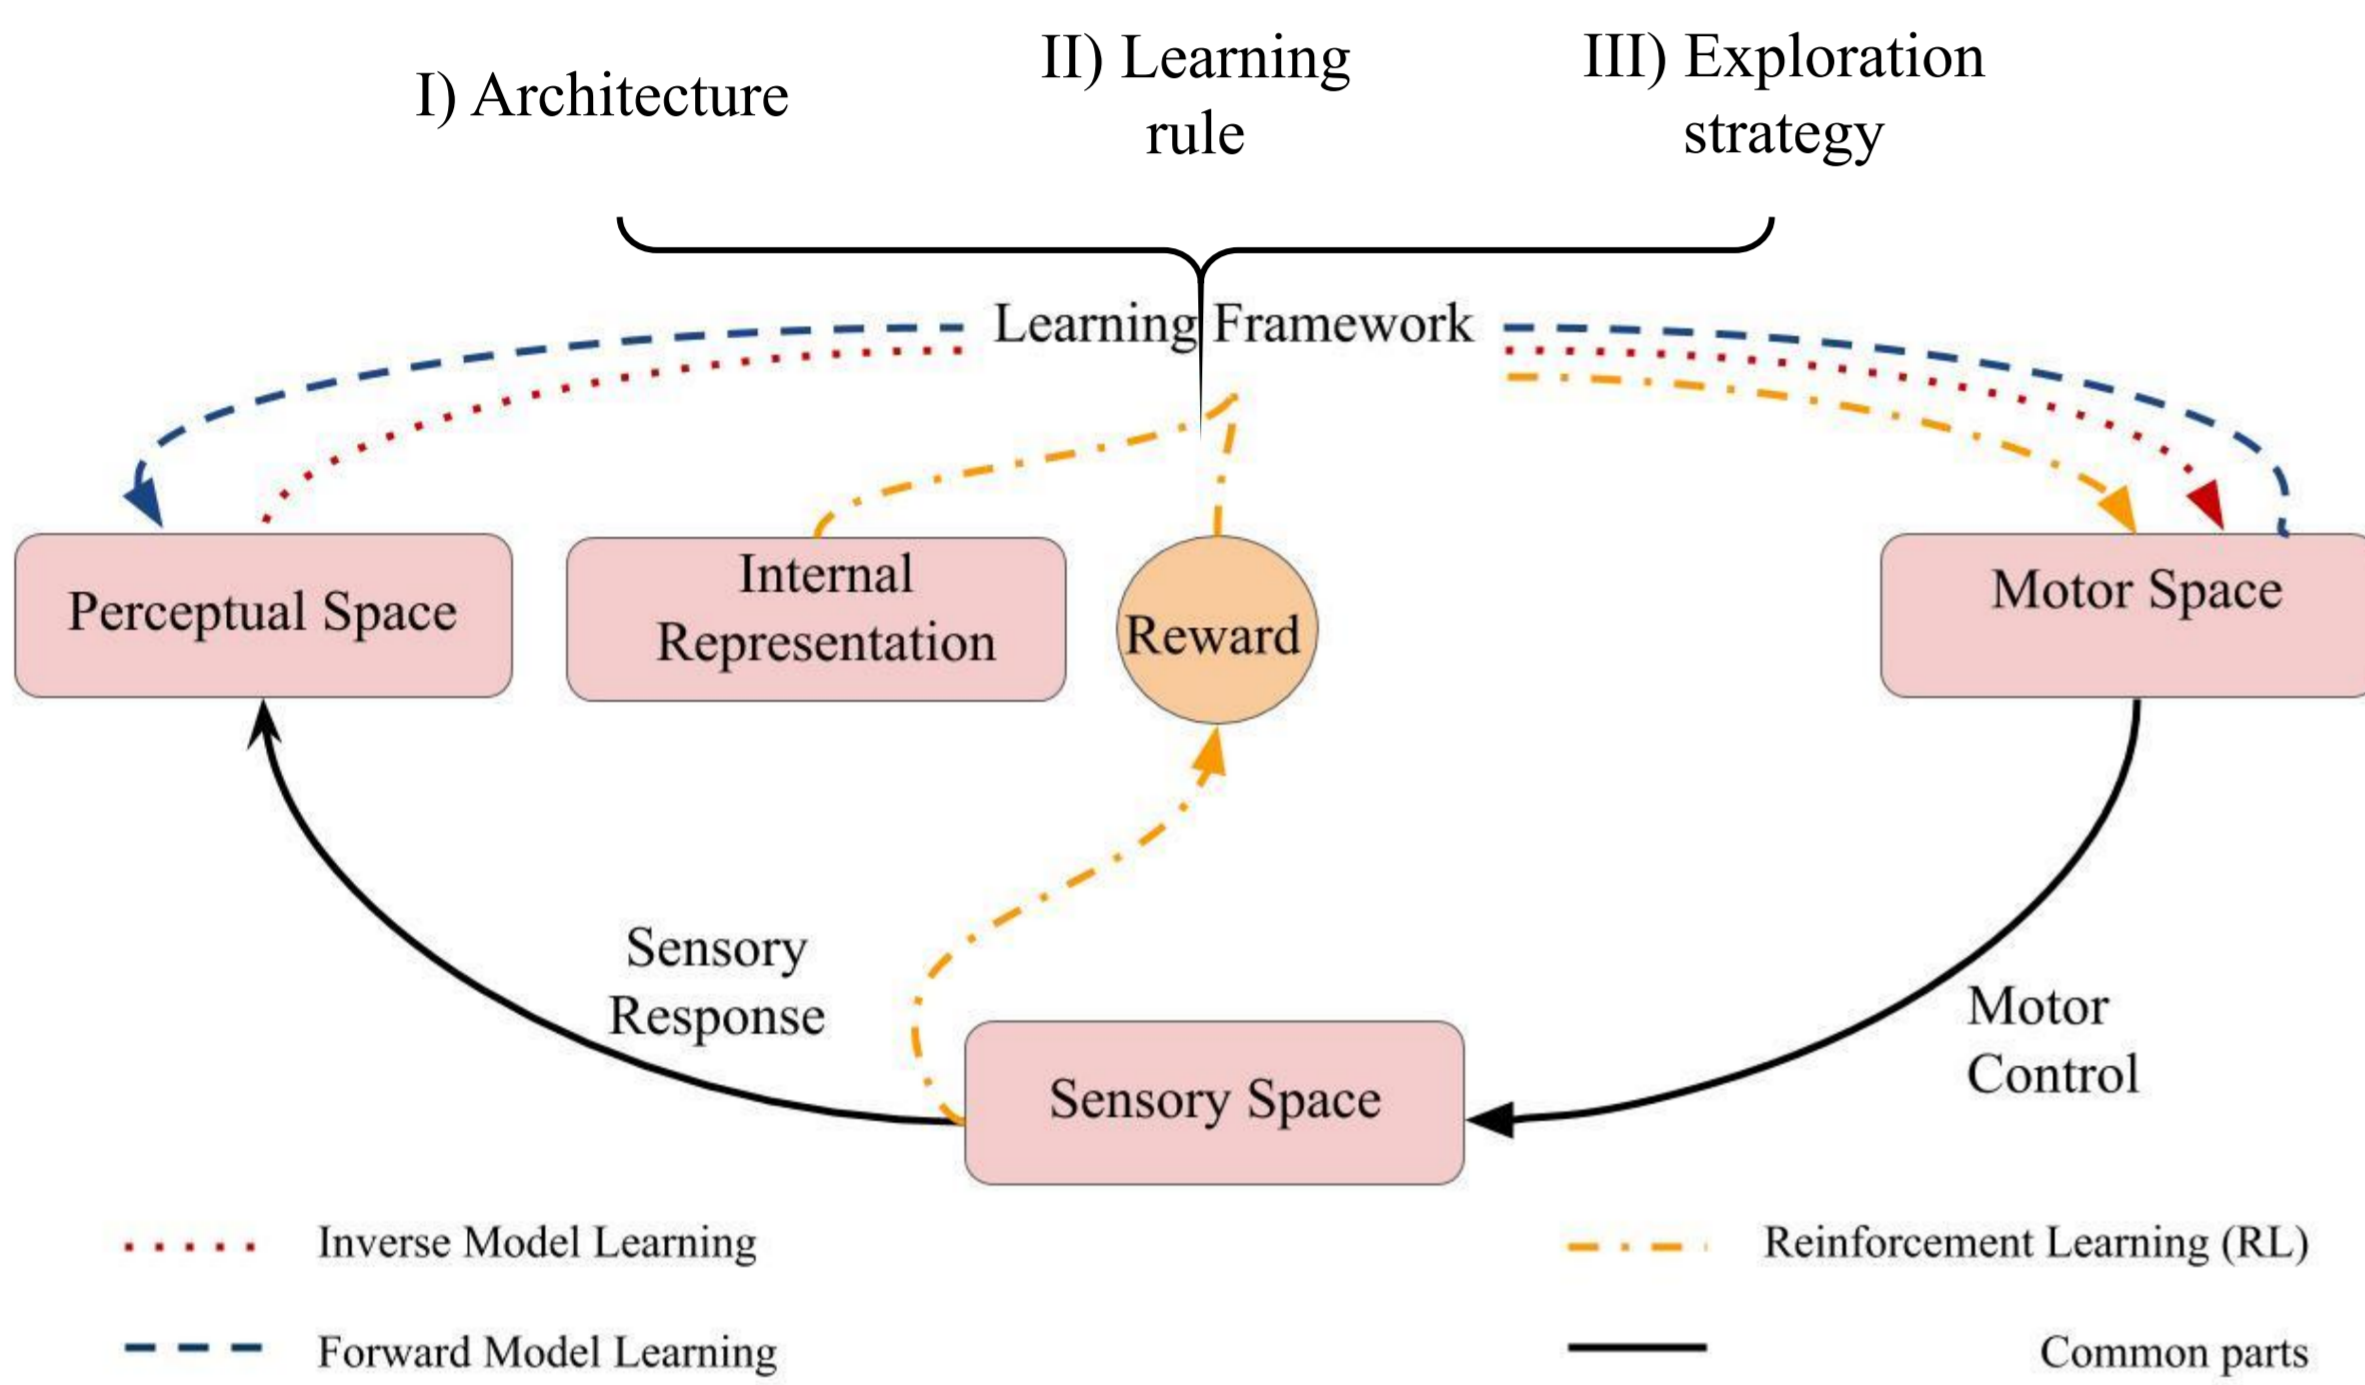 I) Architecture
II) Learning
rule
III) Exploration
strategy
Learning Framework
Perceptual Space
Internal
Representation
Reward
Motor Space
Sensory
Response
Sensory Space
Motor
Control
Inverse Model Learning
Reinforcement Learning (RL)
Forward Model Learning
Common parts